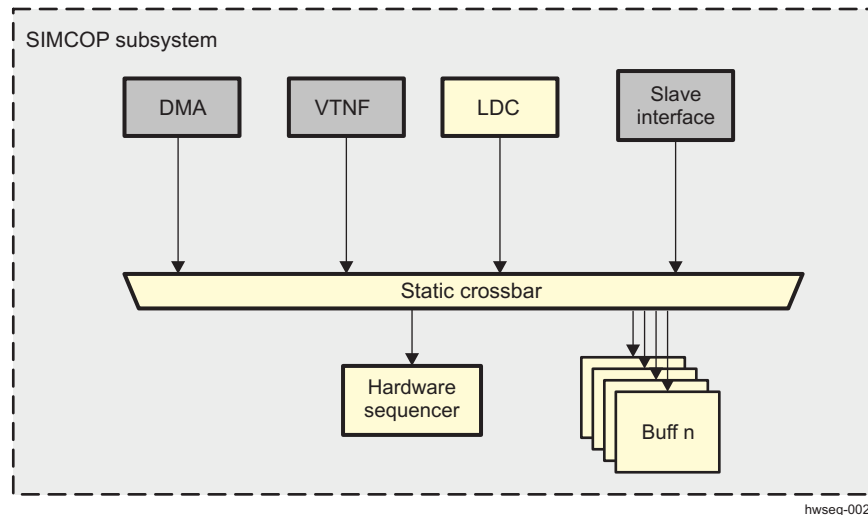 SIMCOP subsystem
DMA
VTNF
LDC
Slave
interface
Static crossbar
Hardware
sequencer
Buff n
hwseq-002